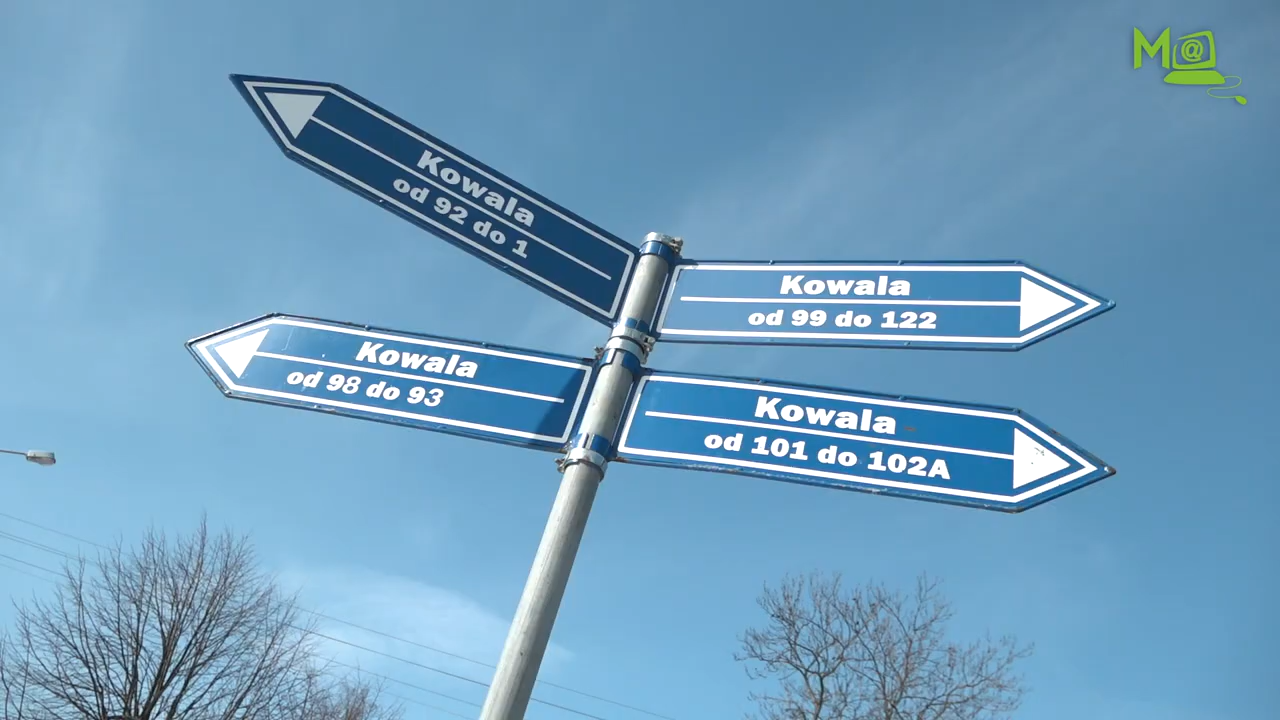 M@
Kowala
od 92 do 1
Kowala
od 99 do 122
Kowala
od 98 do 93
Kowala
od 101 do 102A